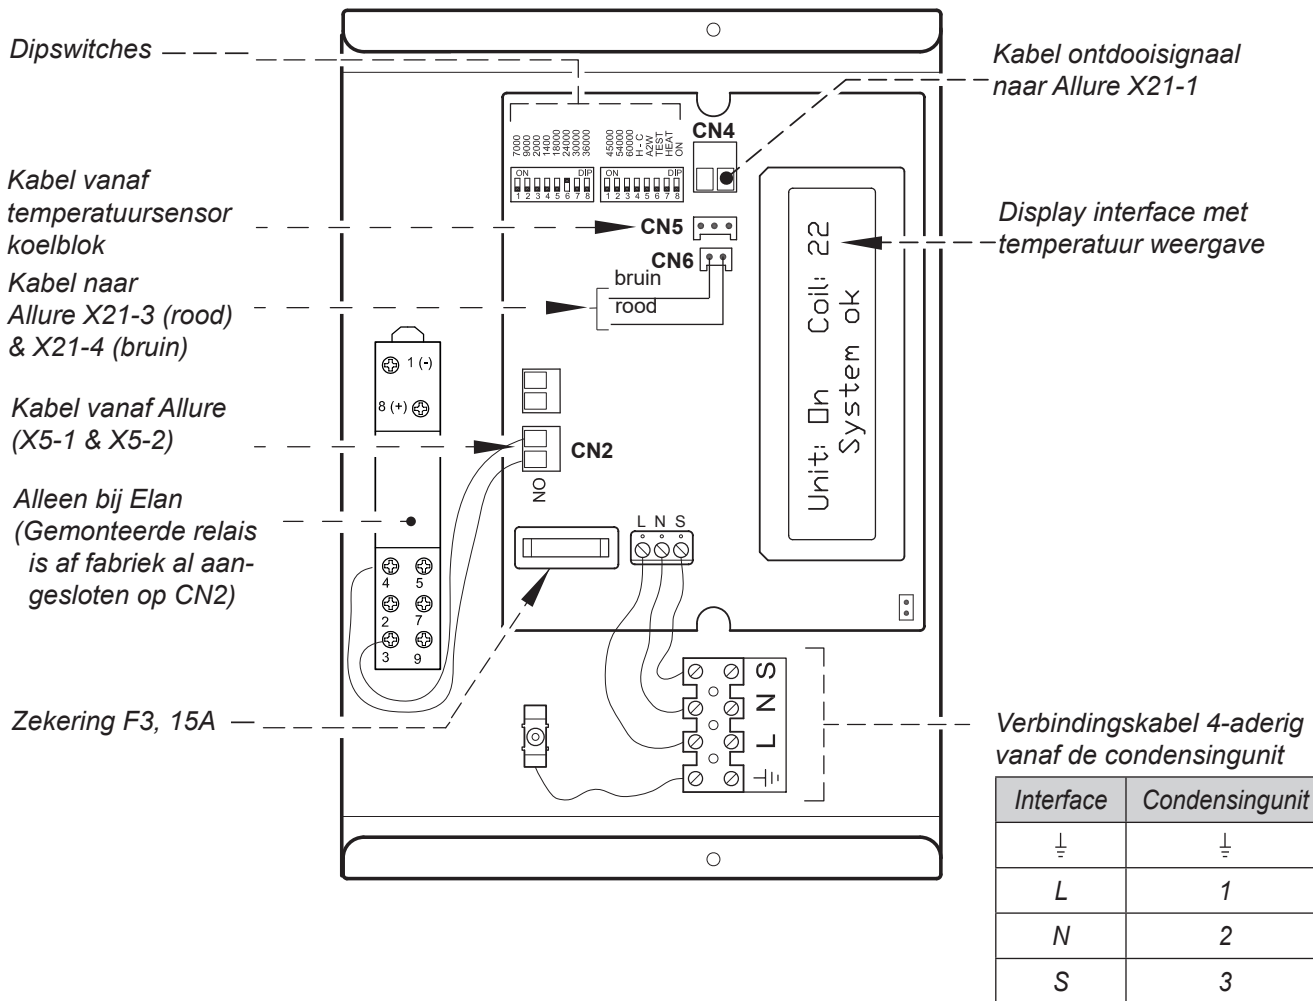 Dipswitches
Kabel vanaf
temperatuursensor
koelblok
Kabel naar
Allure X21-3 (rood)
& X21-4 (bruin)
Kabel vanaf Allure
(X5-1 & X5-2)
Alleen bij Elan
(Gemonteerde relais
is af fabriek al aan-
gesloten op CN2)
Zekering F3, 15A
7000
9000
2000
1400
18000
24000
30000
36000
45000
54000
60000
H - C
A2W
TEST
HEAT
ON
ON DIP
1 2 3 4 5 6 7 8
ON DIP
1 2 3 4 5 6 7 8
CN4
CN5
CN6
bruin
rood
1 (-)
8 (+)
CN2
NO
4 5
2 7
3 9
L N S
Unit: On Coil: 22
System ok
S
N
L
Kabel ontdooisignaal
naar Allure X21-1
Display interface met
temperatuur weergave
Verbindingskabel 4-aderig
vanaf de condensingunit
Interface Condensingunit
L 1
N 2
S 3